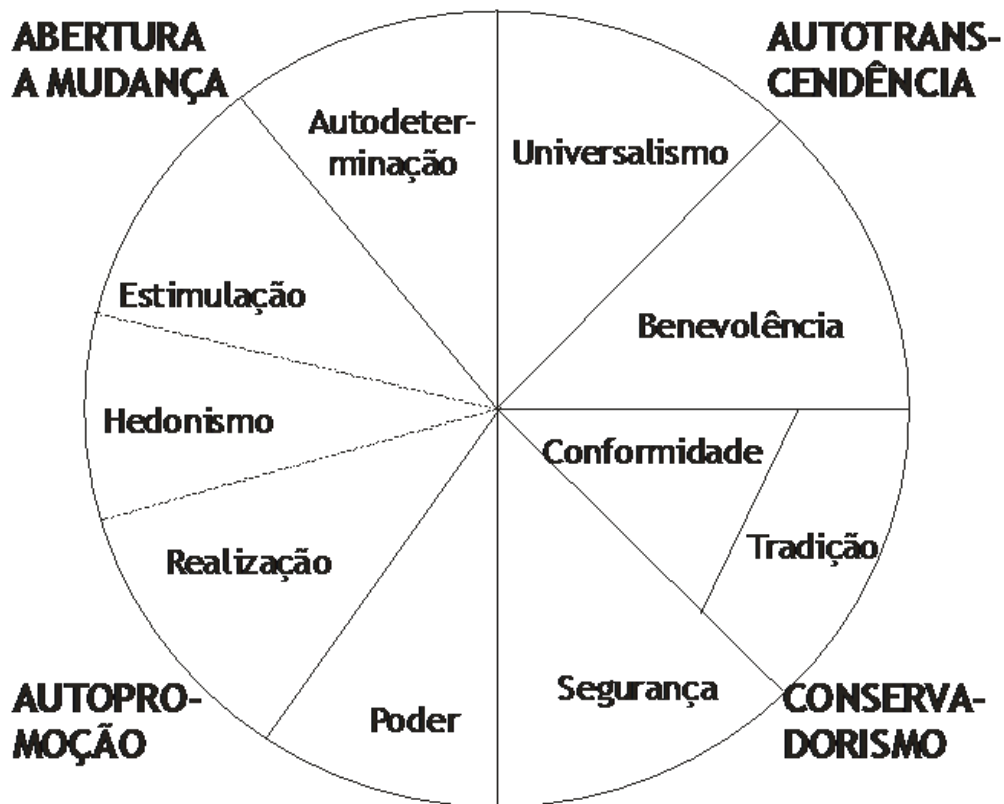 ABERTURA
A MUDANÇA
AUTOTRANS-
CENDÊNCIA
Autodeter-
minação
Universalismo
Estimulação
Benevolência
Hedonismo
Conformidade
Tradição
Realização
Segurança
Poder
AUTOPRO-
MOÇÃO
CONSERVA-
DORISMO